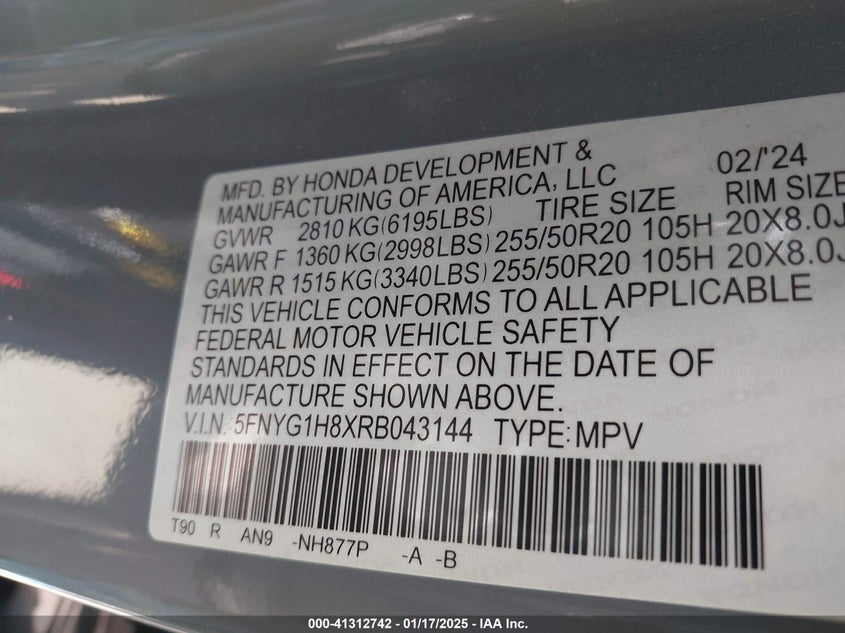 MFD. BY HONDA DEVELOPMENT & 02/'24
MANUFACTURING OF AMERICA, LLC
GVWR 2810 KG(6195LBS) TIRE SIZE RIM SIZE
GAWR F 1360 KG(2998LBS) 255/50R20 105H 20X8.0J
GAWR R 1515 KG(3340LBS) 255/50R20 105H 20X8.0J
THIS VEHICLE CONFORMS TO ALL APPLICABLE
FEDERAL MOTOR VEHICLE SAFETY
STANDARDS IN EFFECT ON THE DATE OF
MANUFACTURE SHOWN ABOVE.
V.I.N.:5FNYG1H8XRB043144 TYPE:MPV
T90 R AN9 -NH877P -A -B
000-41312742 - 01/17/2025 - IAA Inc.